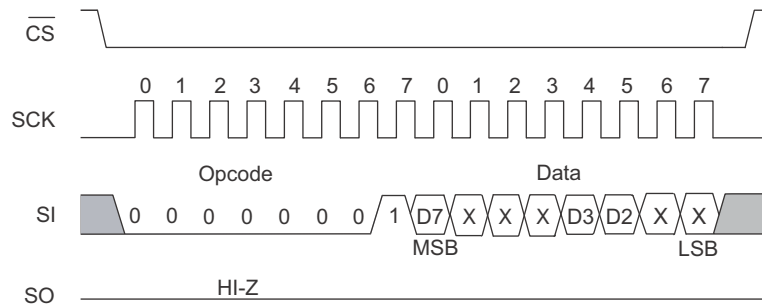 CS
0 1 2 3 4 5 6 7 0 1 2 3 4 5 6 7
SCK
Opcode Data
SI 0 0 0 0 0 0 0 1 D7 X X X D3 D2 X X
MSB LSB
HI-Z
SO